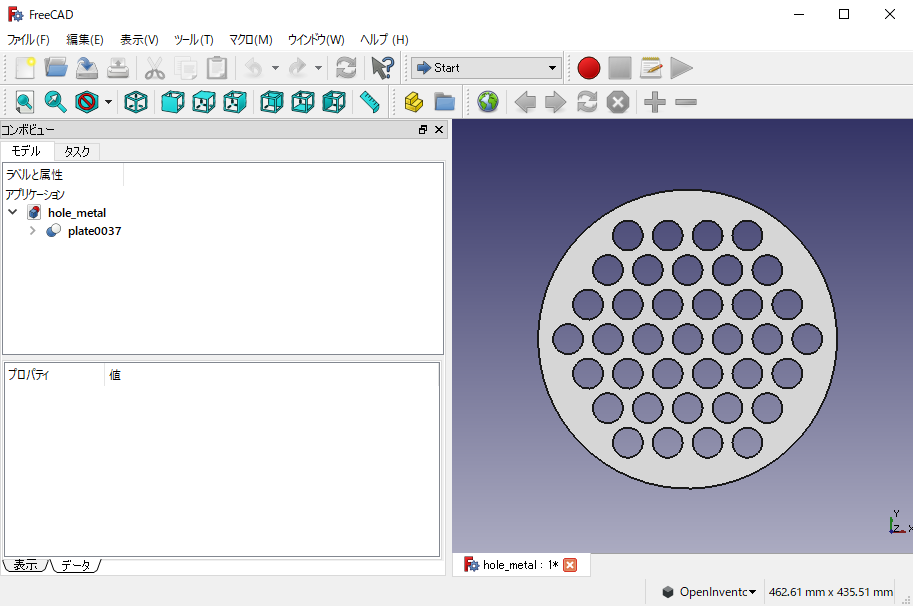 FreeCAD
ファイル(F) 編集(E) 表示(V) ツール(T) マクロ(M) ウインドウ(W) ヘルプ (H)
Start
コンボビュー
モデル タスク
ラベルと属性
アプリケーション
hole_metal
plate0037
プロパティ 値
表示 データ
Y
Z X
hole_metal : 1*
OpenInventc 462.61 mm x 435.51 mm